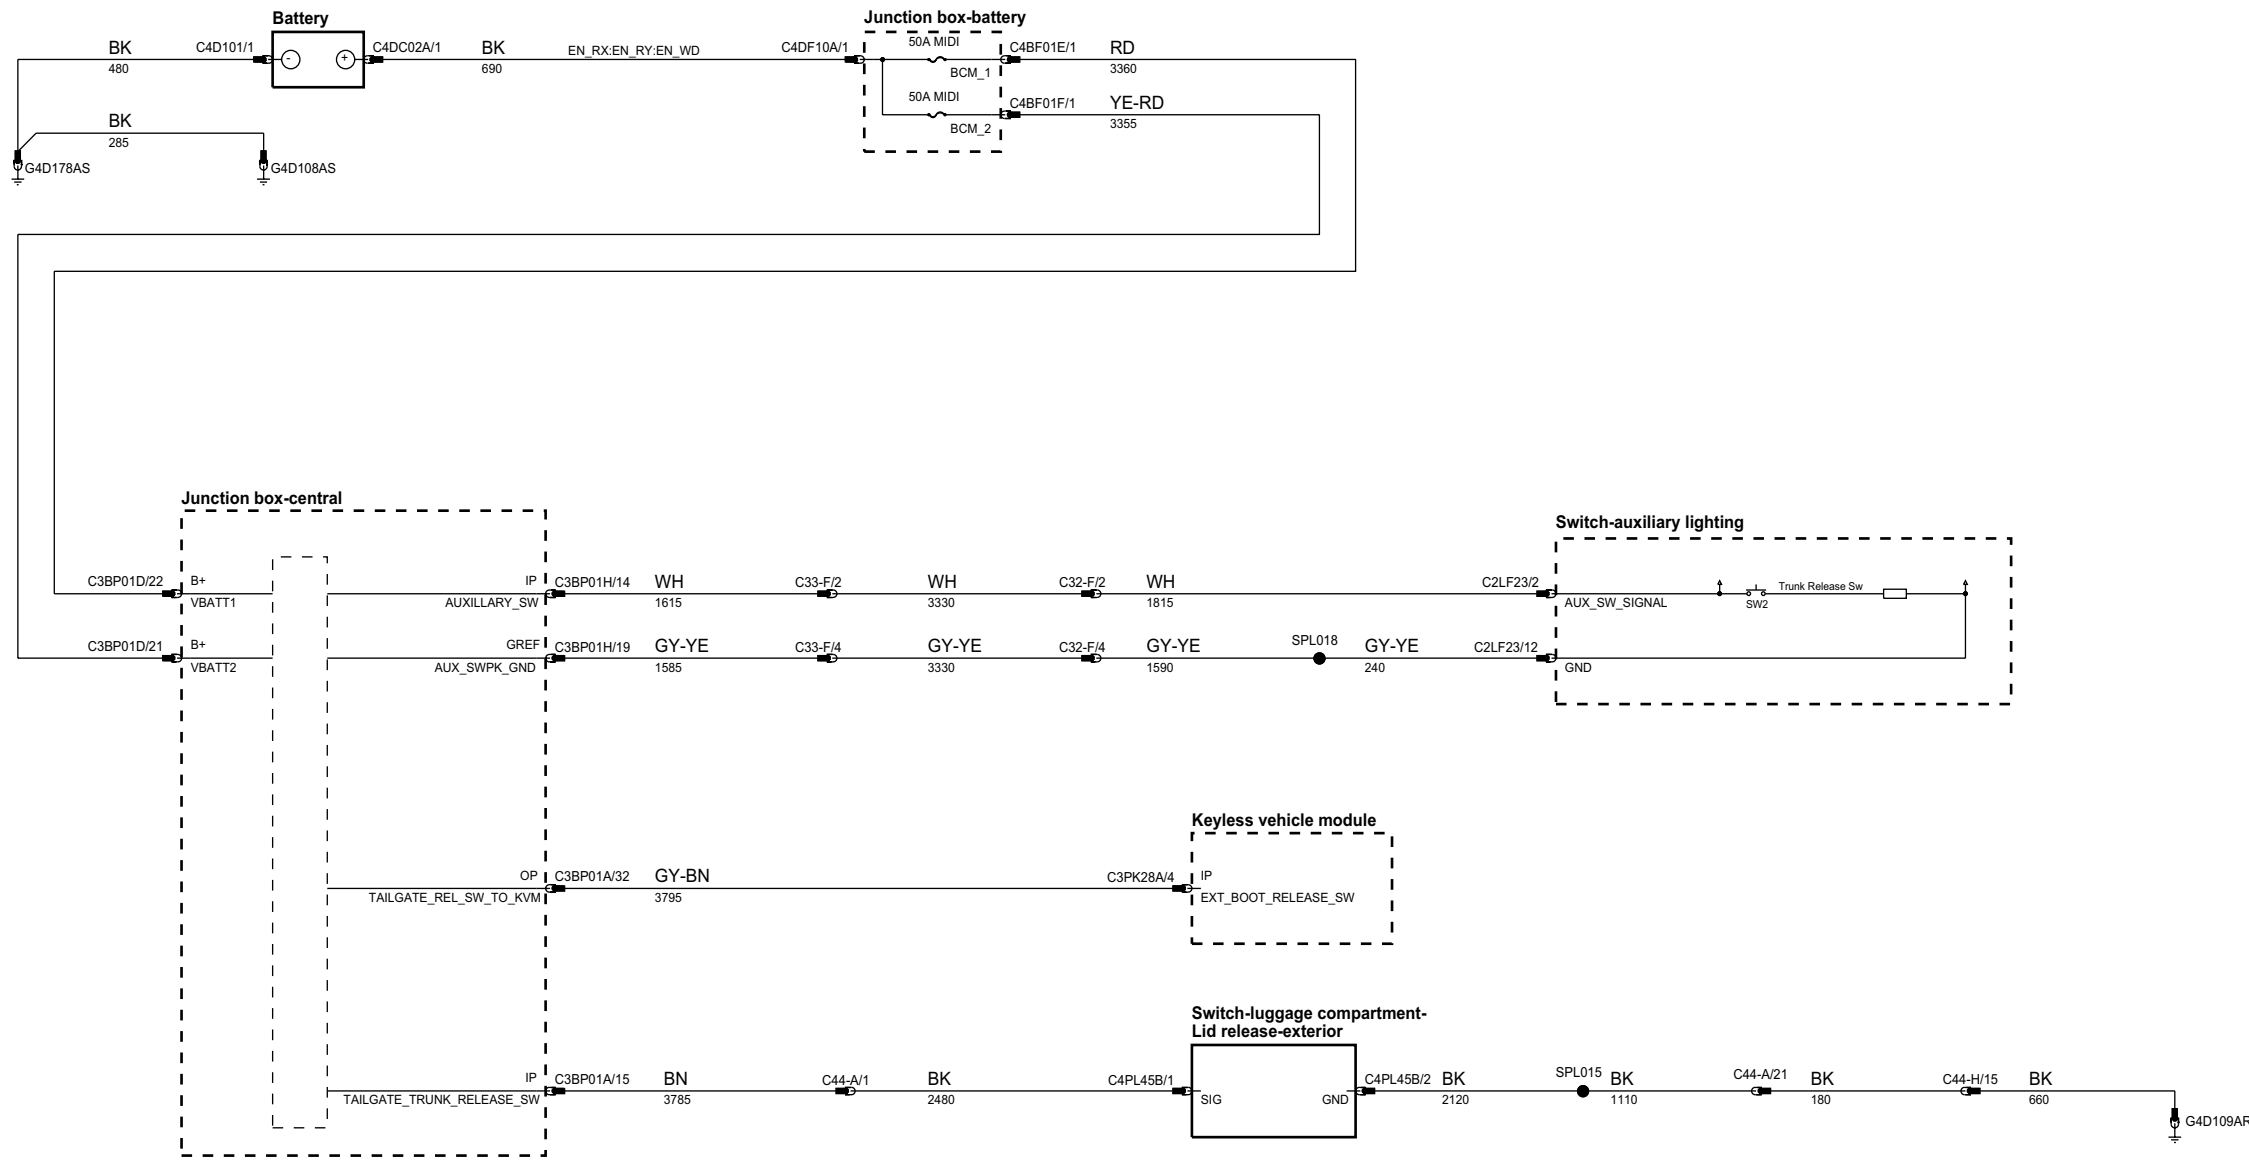 Battery
Junction box-battery
BK
480
C4D101/1
-
+
C4DC02A/1
BK
690
EN_RX:EN_RY:EN_WD
C4DF10A/1
50A MIDI
BCM_1
C4BF01E/1
RD
3360
50A MIDI
BCM_2
C4BF01F/1
YE-RD
3355
BK
285
G4D178AS
G4D108AS
Junction box-central
Switch-auxiliary lighting
C3BP01D/22
B+
VBATT1
IP
AUXILLARY_SW
C3BP01H/14
WH
1615
C33-F/2
WH
3330
C32-F/2
WH
1815
C2LF23/2
AUX_SW_SIGNAL
SW2
Trunk Release Sw
C3BP01D/21
B+
VBATT2
GREF
AUX_SWPK_GND
C3BP01H/19
GY-YE
1585
C33-F/4
GY-YE
3330
C32-F/4
GY-YE
1590
SPL018
GY-YE
240
C2LF23/12
GND
Keyless vehicle module
OP
TAILGATE_REL_SW_TO_KVM
C3BP01A/32
GY-BN
3795
C3PK28A/4
IP
EXT_BOOT_RELEASE_SW
Switch-luggage compartment-
Lid release-exterior
IP
TAILGATE_TRUNK_RELEASE_SW
C3BP01A/15
BN
3785
C44-A/1
BK
2480
C4PL45B/1
SIG
GND
C4PL45B/2
BK
2120
SPL015
BK
1110
C44-A/21
BK
180
C44-H/15
BK
660
G4D109AR